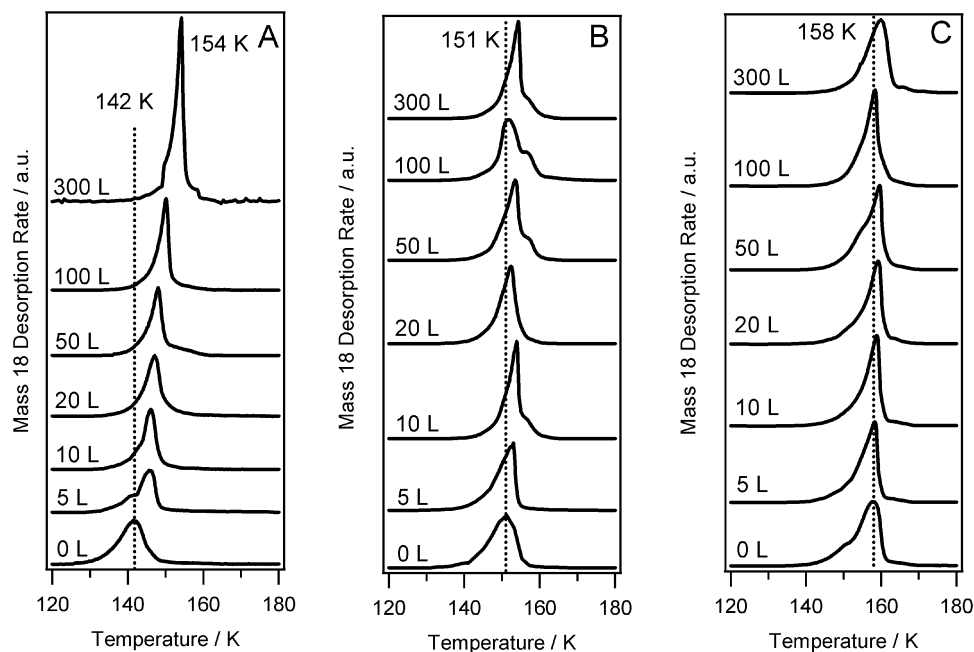 A
154 K
142 K
300 L
100 L
50 L
20 L
10 L
5 L
0 L
120 140 160 180
Temperature / K
Mass 18 Desorption Rate / a.u.
B
151 K
300 L
100 L
50 L
20 L
10 L
5 L
0 L
120 140 160 180
Temperature / K
Mass 18 Desorption Rate / a.u.
C
158 K
300 L
100 L
50 L
20 L
10 L
5 L
0 L
120 140 160 180
Temperature / K
Mass 18 Desorption Rate / a.u.